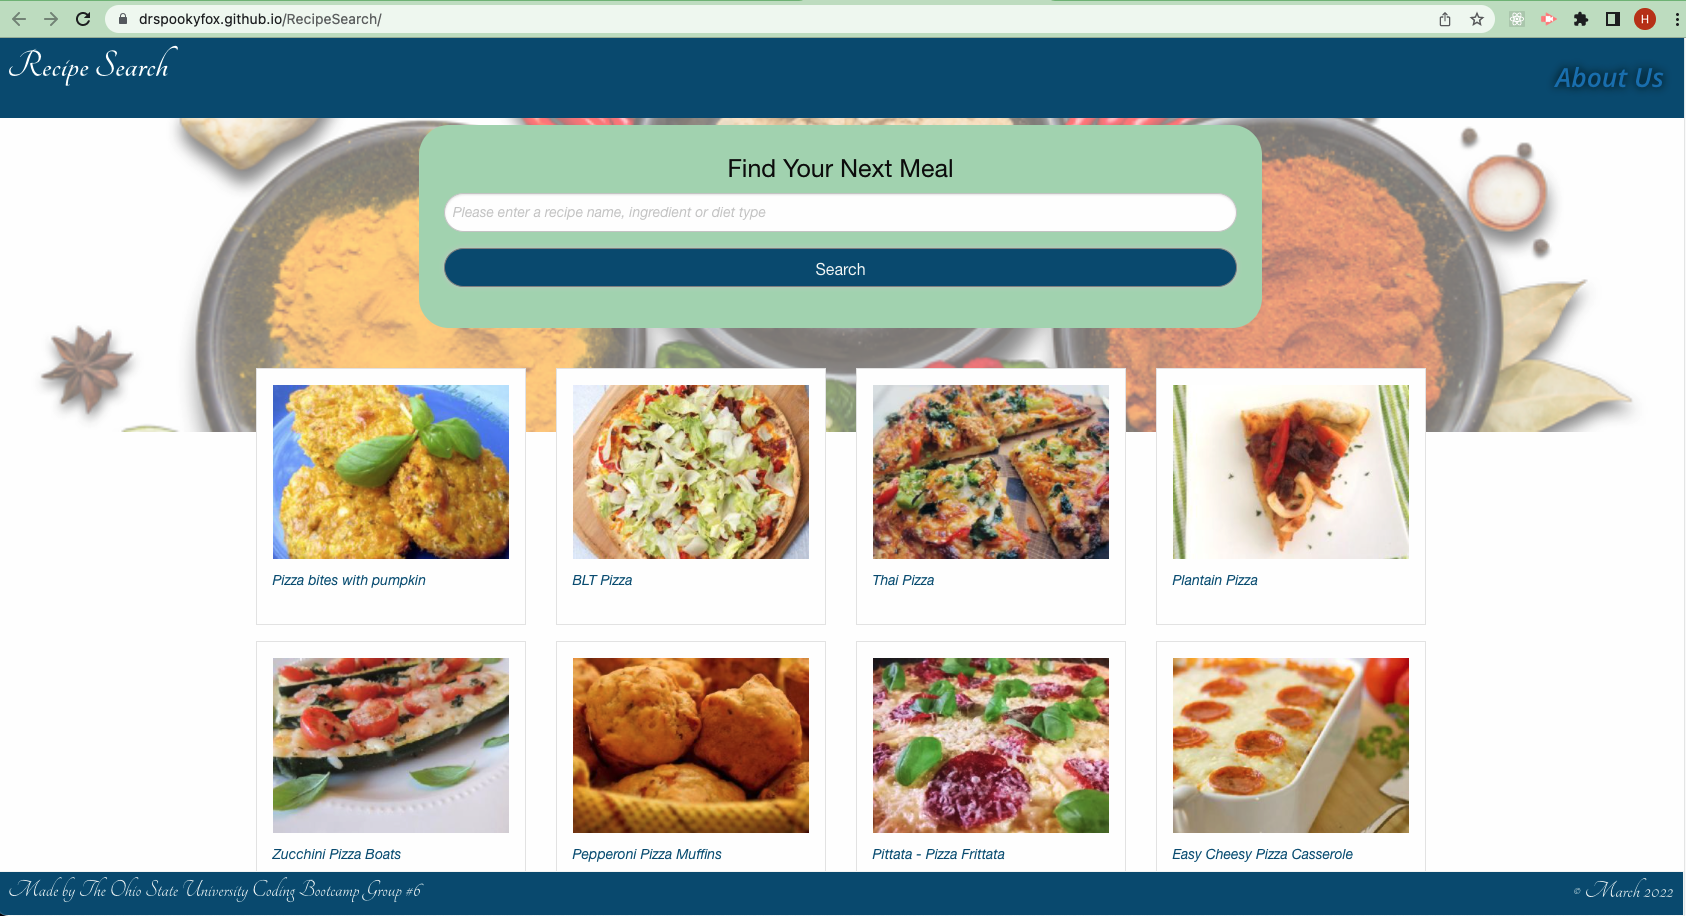 drspookyfox.github.io/RecipeSearch/
H
Recipe Search
About Us
Find Your Next Meal
Please enter a recipe name, ingredient or diet type
Search
Pizza bites with pumpkin
BLT Pizza
Thai Pizza
Plantain Pizza
Zucchini Pizza Boats
Pepperoni Pizza Muffins
Pittata - Pizza Frittata
Easy Cheesy Pizza Casserole
Made by The Ohio State University Coding Bootcamp Group #6
© March 2022